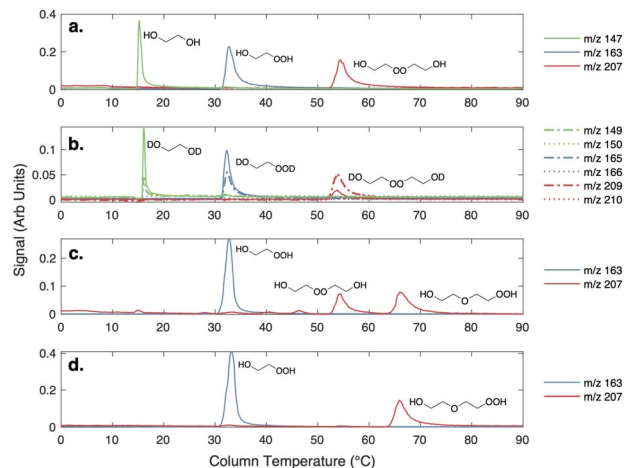 a.
0.4
0.2
0
HO OH
HO OOH
HO OO OH
m/z 147
m/z 163
m/z 207
0 10 20 30 40 50 60 70 80 90
b.
0.1
0.05
0
DO OD
DO OOD
DO OO OD
m/z 149
m/z 150
m/z 165
m/z 166
m/z 209
m/z 210
0 10 20 30 40 50 60 70 80 90
Signal (Arb Units)
c.
0.2
0.1
0
HO OOH
HO OO OH
HO O OOH
m/z 163
m/z 207
0 10 20 30 40 50 60 70 80 90
d.
0.4
0.2
0
HO OOH
HO O OOH
m/z 163
m/z 207
0 10 20 30 40 50 60 70 80 90
Column Temperature (°C)